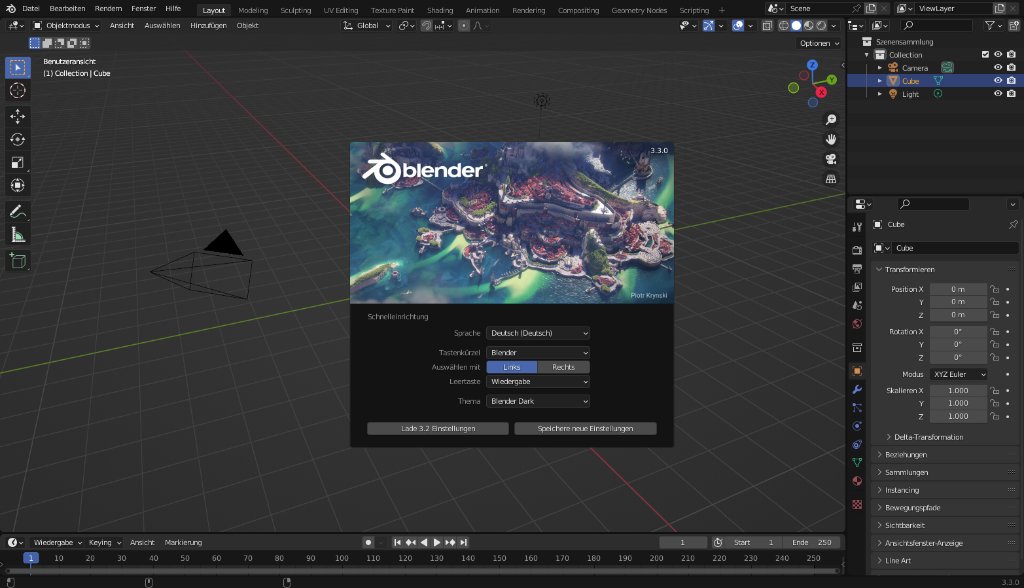 Datei Bearbeiten Rendern Fenster Hilfe Layout Modeling Sculpting UV Editing Texture Paint Shading Animation Rendering Compositing Geometry Nodes Scripting + Scene ViewLayer
Objektmodus Ansicht Auswählen Hinzufügen Objekt Global
Optionen
Benutzeransicht
(1) Collection | Cube
Z
Y
X
Szenensammlung
Collection
Camera
Cube
Light
blender
3.3.0
Piotr Krynski
Schnelleinrichtung
Sprache Deutsch (Deutsch)
Tastenkürzel Blender
Auswählen mit Links Rechts
Leertaste Wiedergabe
Thema Blender Dark
Lade 3.2 Einstellungen Speichere neue Einstellungen
Cube
Cube
Transformieren
Position X 0 m
Y 0 m
Z 0 m
Rotation X 0°
Y 0°
Z 0°
Modus XYZ Euler
Skalieren X 1.000
Y 1.000
Z 1.000
Delta-Transformation
Beziehungen
Sammlungen
Instancing
Bewegungspfade
Sichtbarkeit
Ansichtsfenster-Anzeige
Line Art
Wiedergabe Keying Ansicht Markierung 1 Start 1 Ende 250
1 10 20 30 40 50 60 70 80 90 100 110 120 130 140 150 160 170 180 190 200 210 220 230 240 250
3.3.0